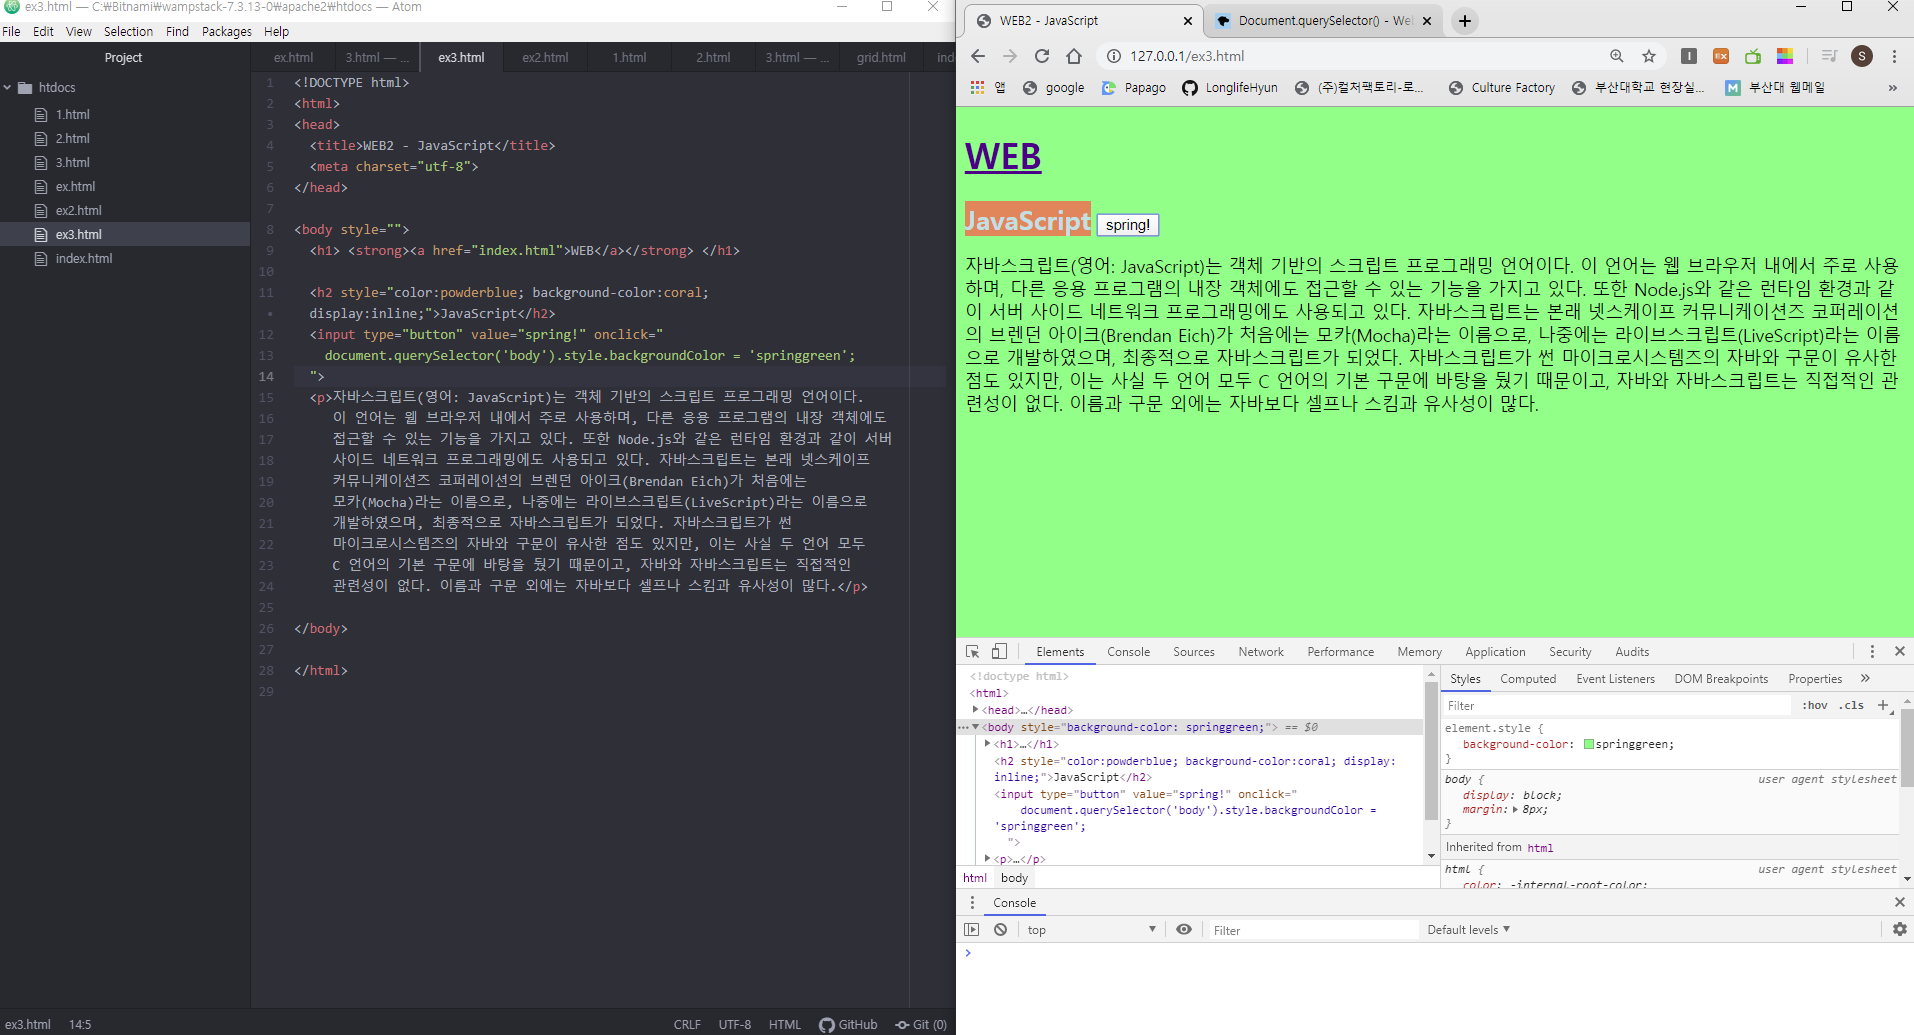 ex3.html — C:₩Bitnami₩wampstack-7.3.13-0₩apache2₩htdocs — Atom
File Edit View Selection Find Packages Help
Project
htdocs
1.html
2.html
3.html
ex.html
ex2.html
ex3.html
index.html
ex.html 3.html — ... ex3.html ex2.html 1.html 2.html 3.html — ... grid.html ind
1 <!DOCTYPE html>
2 <html>
3 <head>
4 <title>WEB2 - JavaScript</title>
5 <meta charset="utf-8">
6 </head>
7
8 <body style="">
9 <h1> <strong><a href="index.html">WEB</a></strong> </h1>
10
11 <h2 style="color:powderblue; background-color:coral;
• display:inline;">JavaScript</h2>
12 <input type="button" value="spring!" onclick="
13 document.querySelector('body').style.backgroundColor = 'springgreen';
14 ">
15 <p>자바스크립트(영어: JavaScript)는 객체 기반의 스크립트 프로그래밍 언어이다.
16 이 언어는 웹 브라우저 내에서 주로 사용하며, 다른 응용 프로그램의 내장 객체에도
17 접근할 수 있는 기능을 가지고 있다. 또한 Node.js와 같은 런타임 환경과 같이 서버
18 사이드 네트워크 프로그래밍에도 사용되고 있다. 자바스크립트는 본래 넷스케이프
19 커뮤니케이션즈 코퍼레이션의 브렌던 아이크(Brendan Eich)가 처음에는
20 모카(Mocha)라는 이름으로, 나중에는 라이브스크립트(LiveScript)라는 이름으로
21 개발하였으며, 최종적으로 자바스크립트가 되었다. 자바스크립트가 썬
22 마이크로시스템즈의 자바와 구문이 유사한 점도 있지만, 이는 사실 두 언어 모두
23 C 언어의 기본 구문에 바탕을 뒀기 때문이고, 자바와 자바스크립트는 직접적인
24 관련성이 없다. 이름과 구문 외에는 자바보다 셀프나 스킴과 유사성이 많다.</p>
25
26 </body>
27
28 </html>
29
ex3.html 14:5 CRLF UTF-8 HTML GitHub Git (0)
WEB2 - JavaScript Document.querySelector() - We
127.0.0.1/ex3.html EX S
앱 google Papago LonglifeHyun (주)컬처팩토리-로... Culture Factory 부산대학교 현장실... M 부산대 웹메일 »
WEB
JavaScript spring!
자바스크립트(영어: JavaScript)는 객체 기반의 스크립트 프로그래밍 언어이다. 이 언어는 웹 브라우저 내에서 주로 사용
하며, 다른 응용 프로그램의 내장 객체에도 접근할 수 있는 기능을 가지고 있다. 또한 Node.js와 같은 런타임 환경과 같
이 서버 사이드 네트워크 프로그래밍에도 사용되고 있다. 자바스크립트는 본래 넷스케이프 커뮤니케이션즈 코퍼레이션
의 브렌던 아이크(Brendan Eich)가 처음에는 모카(Mocha)라는 이름으로, 나중에는 라이브스크립트(LiveScript)라는 이름
으로 개발하였으며, 최종적으로 자바스크립트가 되었다. 자바스크립트가 썬 마이크로시스템즈의 자바와 구문이 유사한
점도 있지만, 이는 사실 두 언어 모두 C 언어의 기본 구문에 바탕을 뒀기 때문이고, 자바와 자바스크립트는 직접적인 관
련성이 없다. 이름과 구문 외에는 자바보다 셀프나 스킴과 유사성이 많다.
Elements Console Sources Network Performance Memory Application Security Audits
<!doctype html>
<html>
<head>…</head>
<body style="background-color: springgreen;"> == $0
<h1>…</h1>
<h2 style="color:powderblue; background-color:coral; display:
inline;">JavaScript</h2>
<input type="button" value="spring!" onclick="
document.querySelector('body').style.backgroundColor =
'springgreen';
">
<p>…</p>
html body
Styles Computed Event Listeners DOM Breakpoints Properties »
Filter :hov .cls +
element.style {
background-color: springgreen;
}
body { user agent stylesheet
display: block;
margin: 8px;
}
Inherited from html
html { user agent stylesheet
color: -internal-root-color;
Console
top Filter Default levels
>